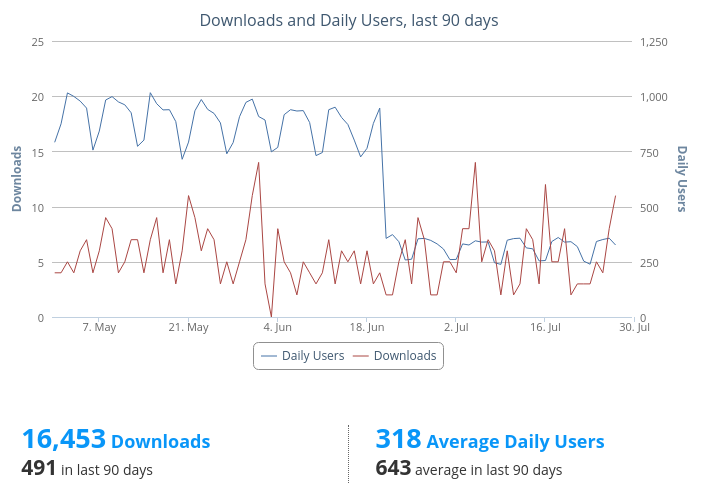 Downloads and Daily Users, last 90 days
25 1,250
20 1,000
15 750
10 500
5 250
0 0
Downloads
Daily Users
7. May 21. May 4. Jun 18. Jun 2. Jul 16. Jul 30. Jul
Daily Users Downloads
16,453 Downloads
491 in last 90 days
318 Average Daily Users
643 average in last 90 days